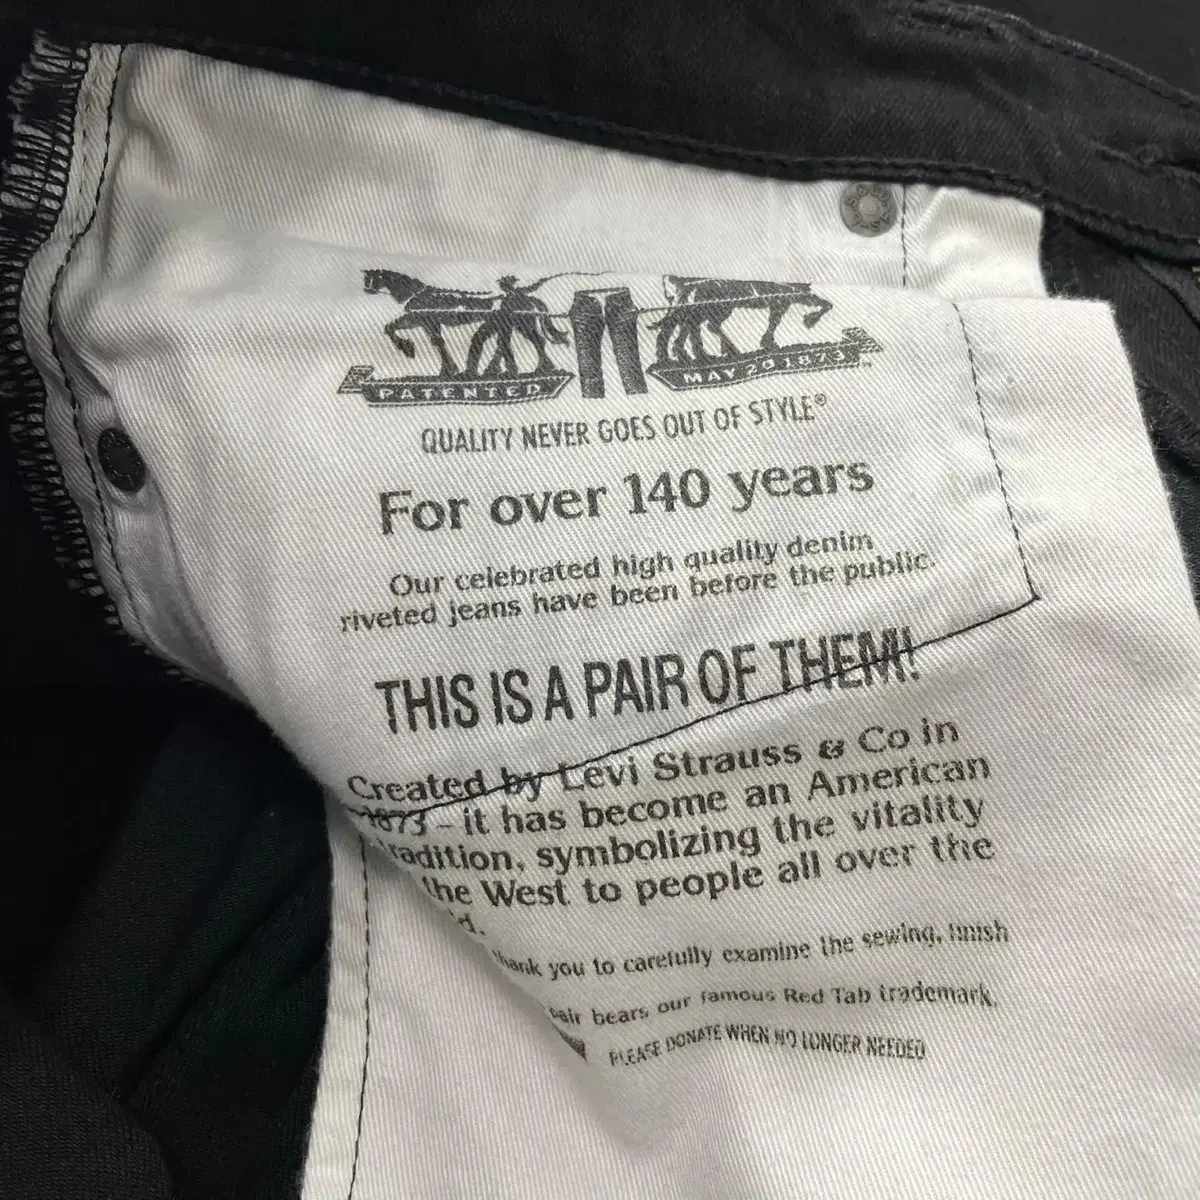 PATENTED MAY 20 1873
QUALITY NEVER GOES OUT OF STYLE®
For over 140 years
Our celebrated high quality denim
riveted jeans have been before the public.
THIS IS A PAIR OF THEM!
Created by Levi Strauss & Co in
1873 - it has become an American
radition, symbolizing the vitality
the West to people all over the
d.
hank you to carefully examine the sewing, finish
pair bears our famous Red Tab trademark.
PLEASE DONATE WHEN NO LONGER NEEDED